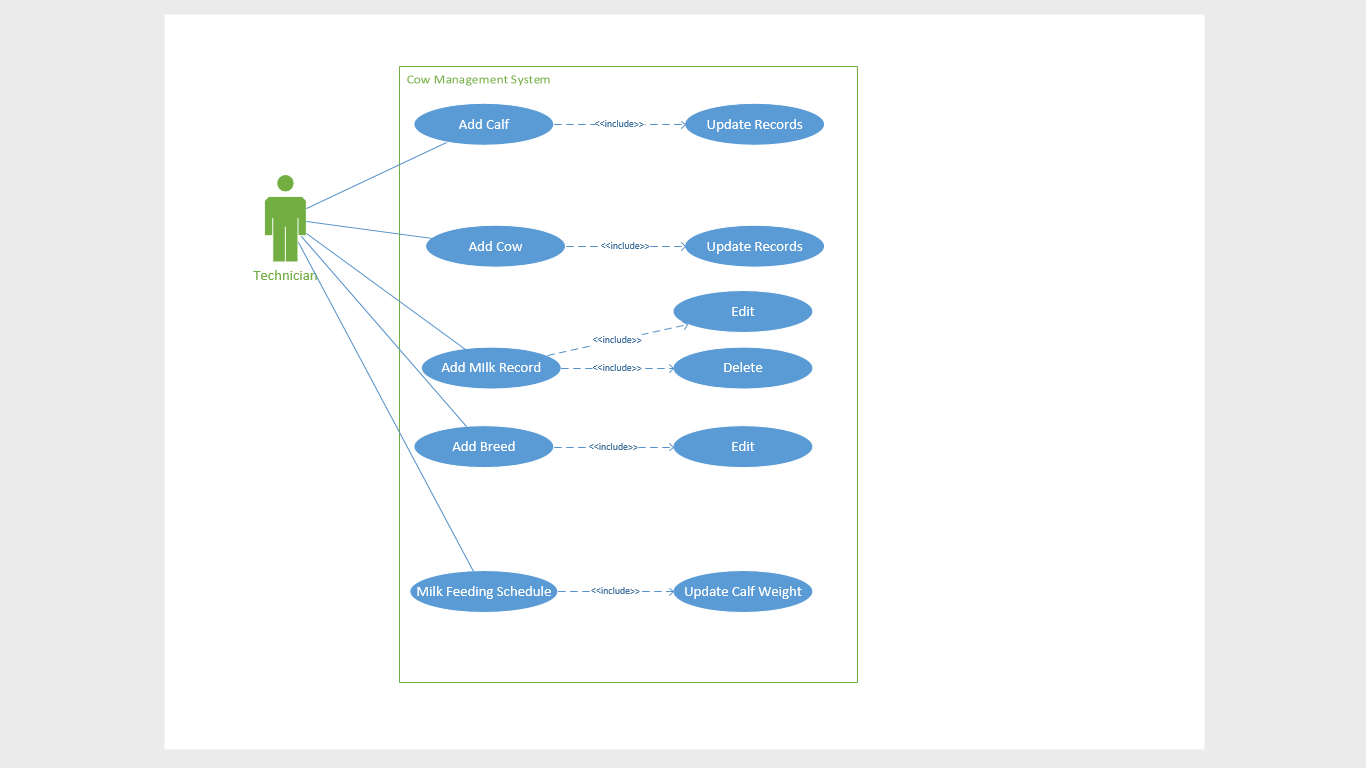 Cow Management System
Add Calf
<<include>>
Update Records
Technician
Add Cow
<<include>>
Update Records
Edit
<<include>>
Add MIlk Record
<<include>>
Delete
Add Breed
<<include>>
Edit
Milk Feeding Schedule
<<include>>
Update Calf Weight